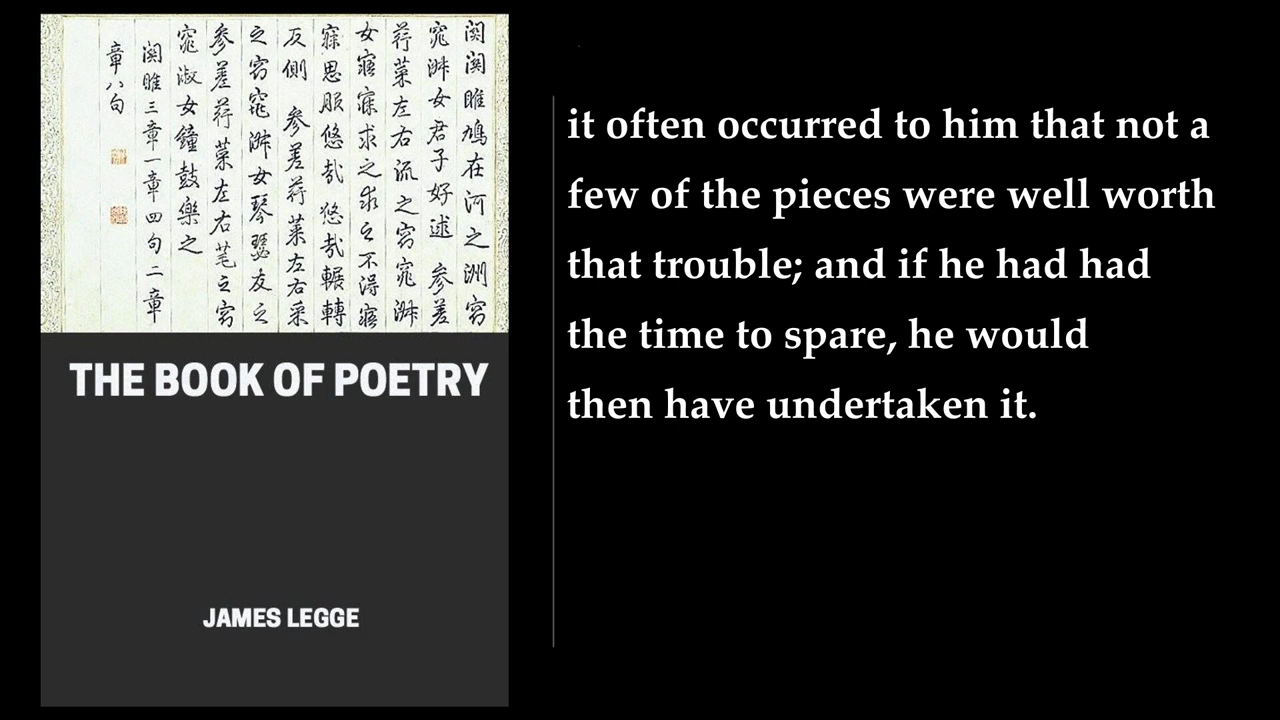 関関雎鳩在河之洲窈
窕淑女君子好逑 參差
荇菜左右流之窈窕淑
女寤寐求之求之不得寤
寐思服悠哉悠哉輾轉
反側 參差荇菜左右采
之窈窕淑女琴瑟友之
參差荇菜左右芼之窈
窕淑女鐘鼓樂之
関雎三章一章四句二章
章八句
THE BOOK OF POETRY
JAMES LEGGE
it often occurred to him that not a
few of the pieces were well worth
that trouble; and if he had had
the time to spare, he would
then have undertaken it.